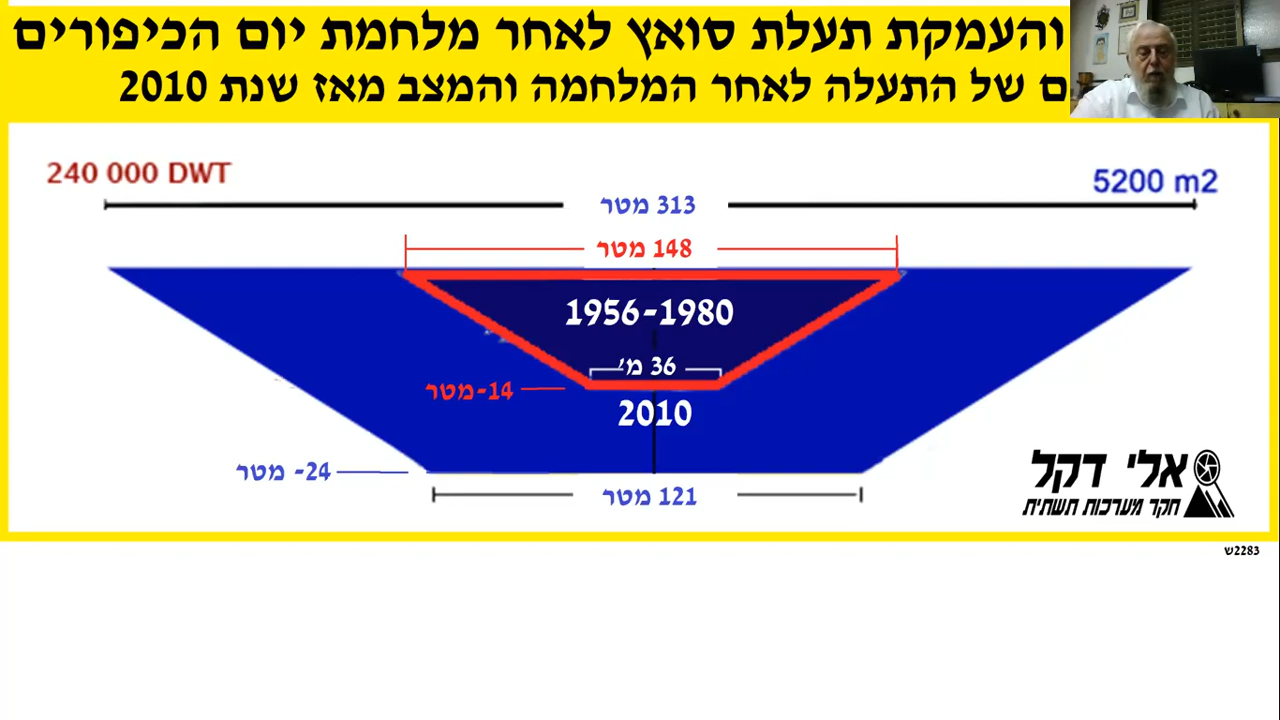 והעמקת תעלת סואץ לאחר מלחמת יום הכיפורים
ם של התעלה לאחר המלחמה והמצב מאז שנת 2010
240 000 DWT
5200 m2
313 מטר
148 מטר
1956-1980
36 מ'
14-מטר
2010
24- מטר
121 מטר
אלי דקל
חקר מערכות תשתית
2283ש